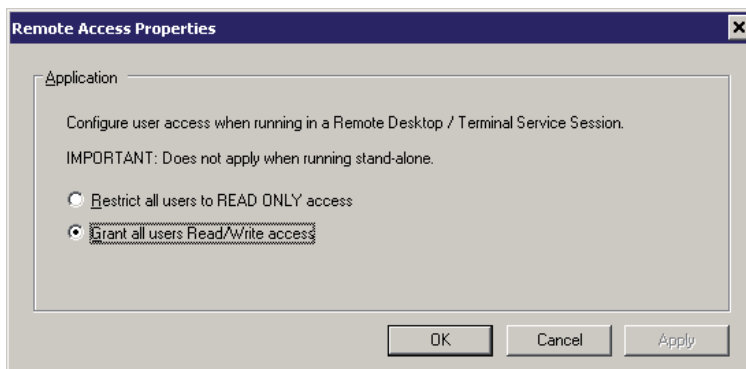 Remote Access Properties
Application
Configure user access when running in a Remote Desktop / Terminal Service Session.
IMPORTANT: Does not apply when running stand-alone.
Restrict all users to READ ONLY access
Grant all users Read/Write access
OK Cancel Apply